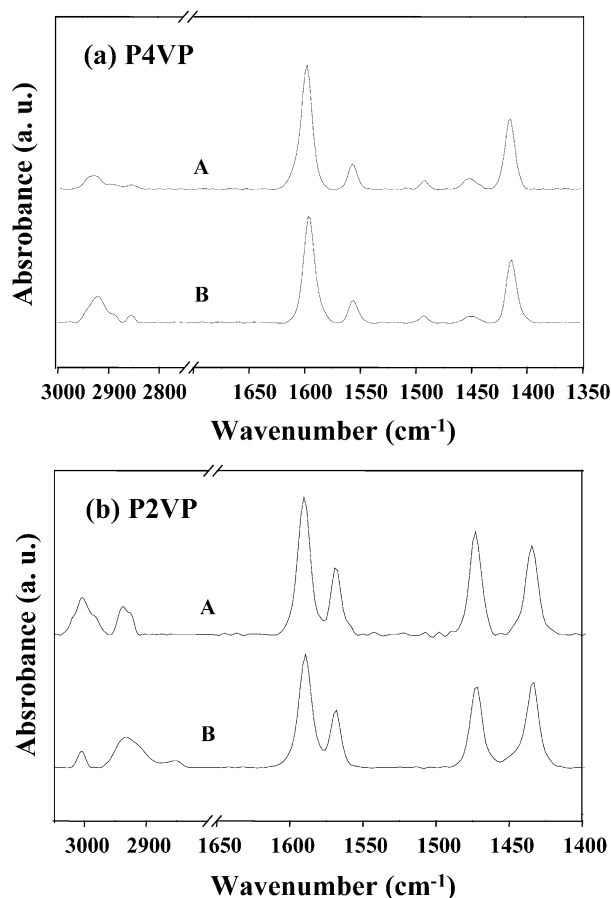 (a) P4VP
A
B
Absrobance (a. u.)
3000 2900 2800 1650 1600 1550 1500 1450 1400 1350
Wavenumber (cm-1)
(b) P2VP
A
B
Absrobance (a. u.)
3000 2900 1650 1600 1550 1500 1450 1400
Wavenumber (cm-1)